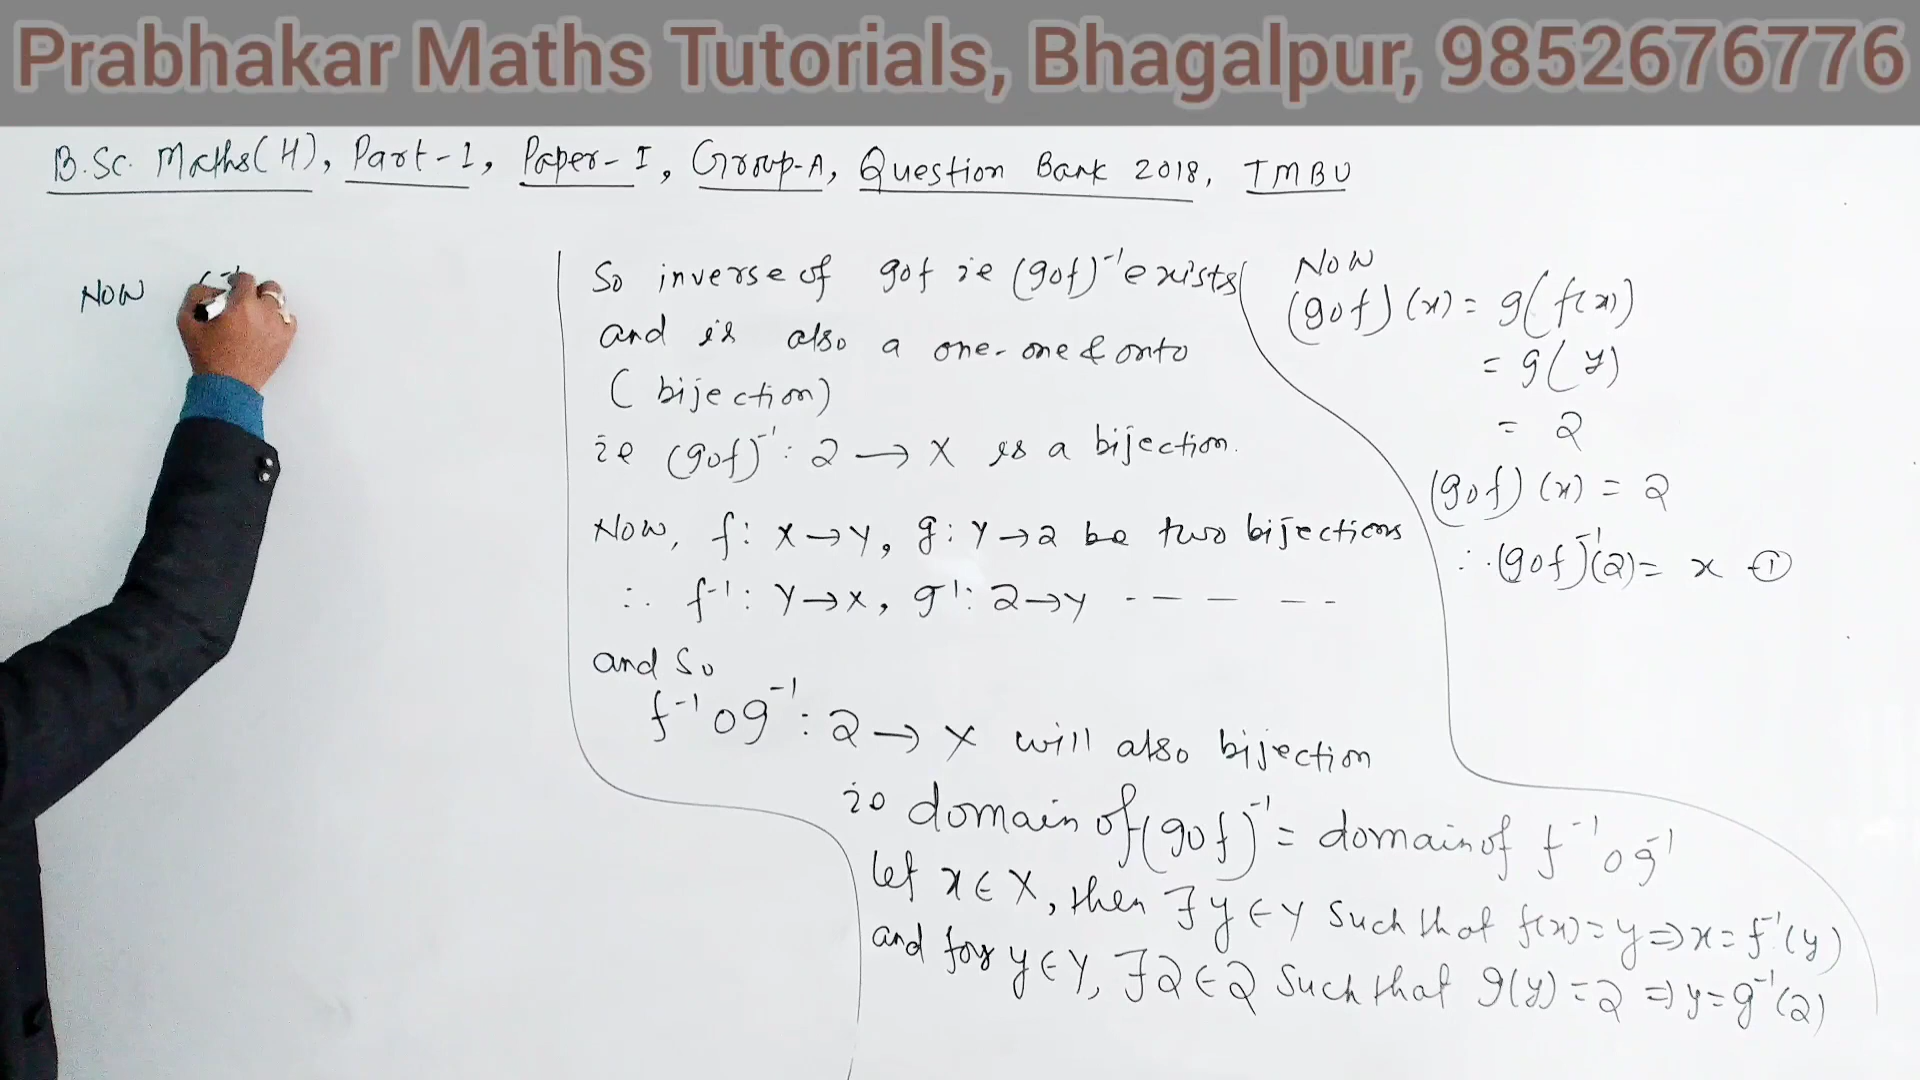 Prabhakar Maths Tutorials, Bhagalpur, 9852676776
B.Sc. Maths(H), Part-1, Paper-I, Group-A, Question Bank 2018, TMBU
Now
So inverse of gof ie (gof)⁻¹ exists
and is also a one-one & onto
(bijection)
ie (gof)⁻¹: Z → X is a bijection.
Now, f: X→Y, g: Y→Z be two bijections
∴ f⁻¹: Y→X, g⁻¹: Z→Y - - - - -
and so
f⁻¹og⁻¹: Z → X will also bijection
ie domain of (gof)⁻¹ = domain of f⁻¹og⁻¹
Let x∈X, then ∃ y∈Y such that f(x)=y ⇒ x=f⁻¹(y)
and for y∈Y, ∃ z∈Z such that g(y)=z ⇒ y=g⁻¹(z)
Now
(gof)(x) = g(f(x))
= g(y)
= z
(gof)(x) = z
∴ (gof)⁻¹(z) = x -①